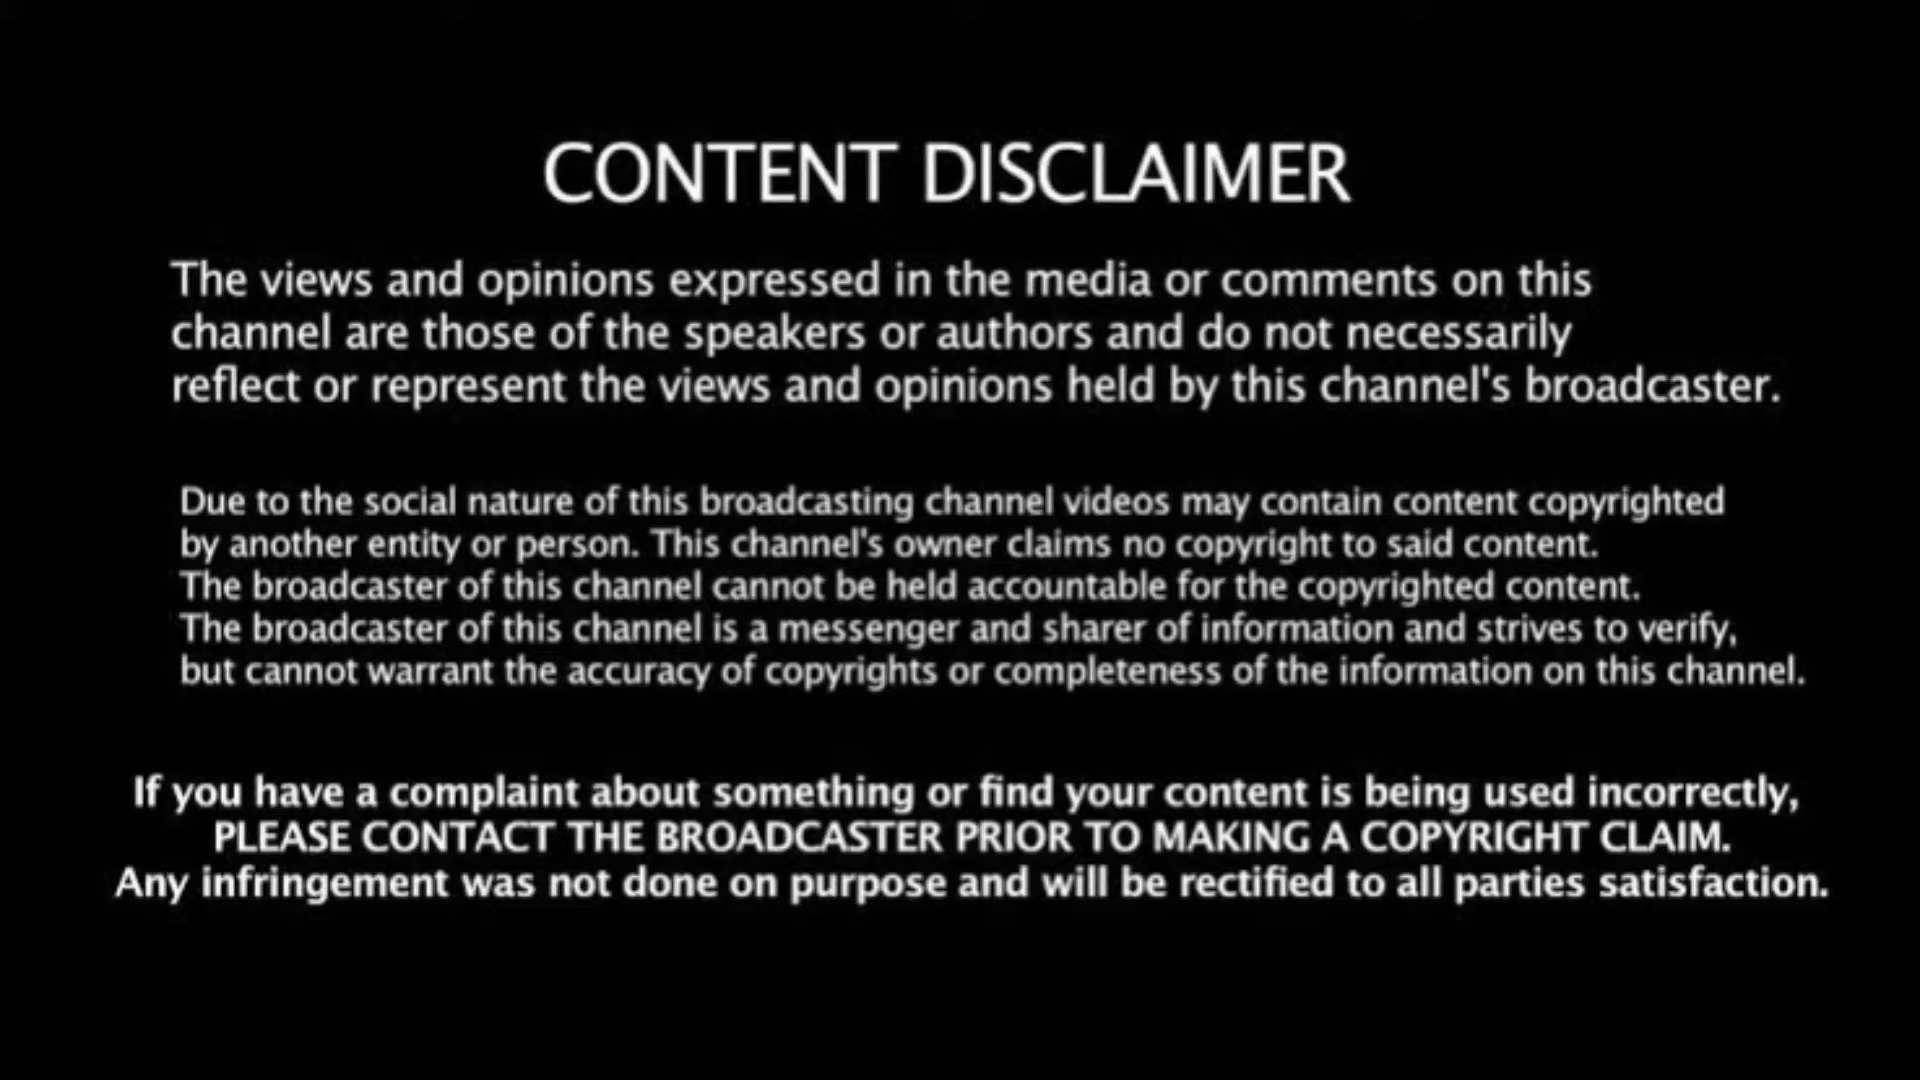 CONTENT DISCLAIMER
The views and opinions expressed in the media or comments on this
channel are those of the speakers or authors and do not necessarily
reflect or represent the views and opinions held by this channel's broadcaster.
Due to the social nature of this broadcasting channel videos may contain content copyrighted
by another entity or person. This channel's owner claims no copyright to said content.
The broadcaster of this channel cannot be held accountable for the copyrighted content.
The broadcaster of this channel is a messenger and sharer of information and strives to verify,
but cannot warrant the accuracy of copyrights or completeness of the information on this channel.
If you have a complaint about something or find your content is being used incorrectly,
PLEASE CONTACT THE BROADCASTER PRIOR TO MAKING A COPYRIGHT CLAIM.
Any infringement was not done on purpose and will be rectified to all parties satisfaction.